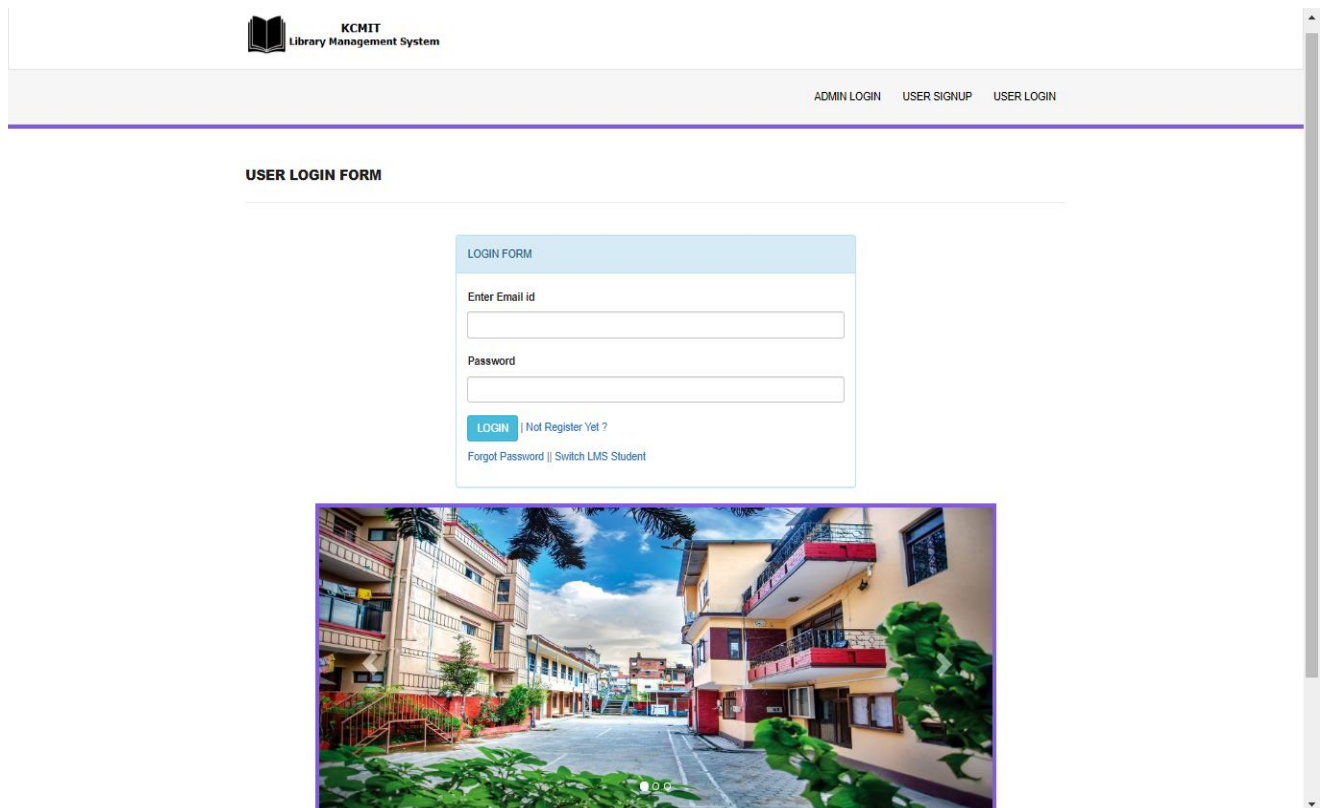 KCMIT
Library Management System
ADMIN LOGIN USER SIGNUP USER LOGIN
USER LOGIN FORM
LOGIN FORM
Enter Email id
Password
LOGIN | Not Register Yet ?
Forgot Password || Switch LMS Student